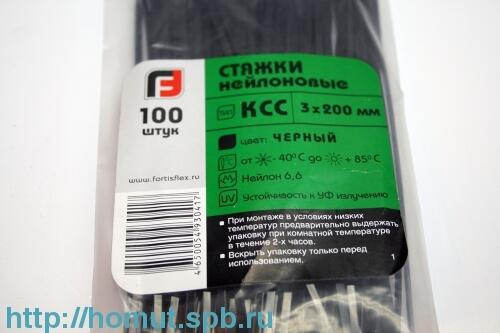 100
штук
www.fortisflex.ru
4650054930417
СТЯЖКИ
НЕЙЛОНОВЫЕ
тип КСС 3х200 мм
цвет: ЧЕРНЫЙ
от -40°С до +85°С
Нейлон 6,6
UV Устойчивость к УФ излучению
При монтаже в условиях низких
температур предварительно выдержать
упаковку при комнатной температуре
в течение 2-х часов.
Вскрыть упаковку только перед
использованием.
1
http://homut.spb.ru